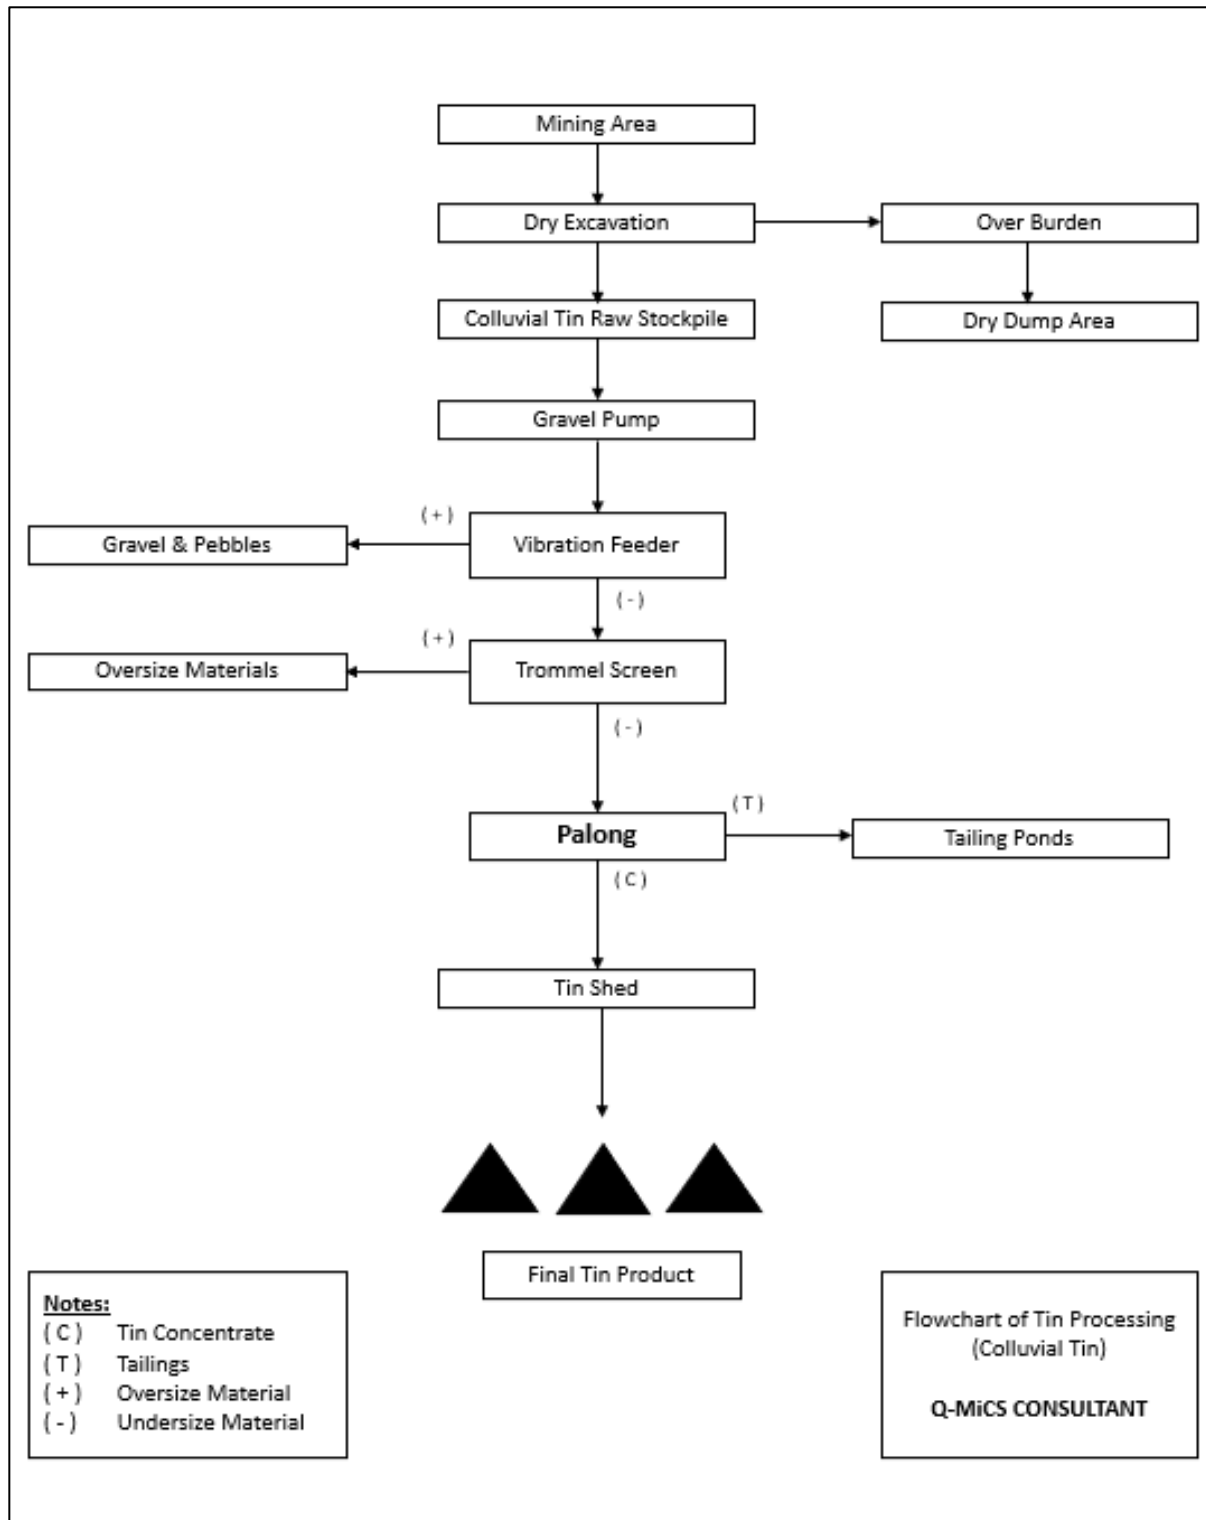 Mining Area
Dry Excavation
Over Burden
Colluvial Tin Raw Stockpile
Dry Dump Area
Gravel Pump
( + )
Gravel & Pebbles
Vibration Feeder
( - )
( + )
Oversize Materials
Trommel Screen
( - )
( T )
Palong
Tailing Ponds
( C )
Tin Shed
Final Tin Product
Notes:
( C ) Tin Concentrate
( T ) Tailings
( + ) Oversize Material
( - ) Undersize Material
Flowchart of Tin Processing
(Colluvial Tin)
Q-MiCS CONSULTANT